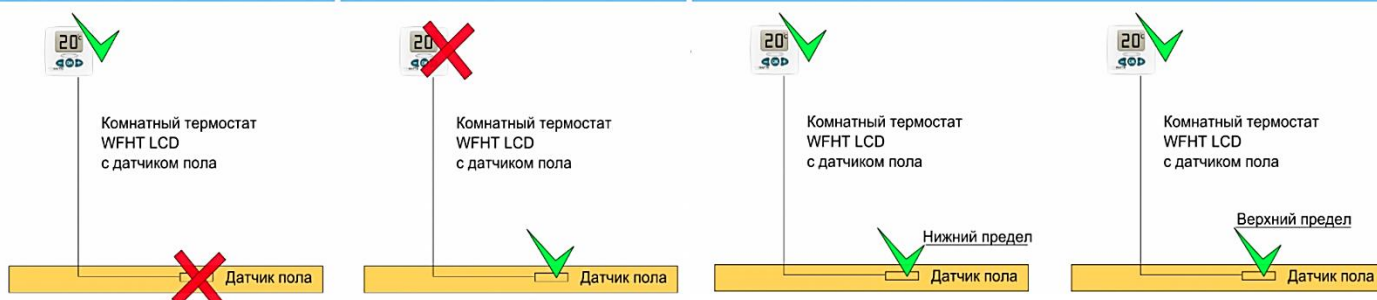 20°
Комнатный термостат
WFHT LCD
с датчиком пола
Датчик пола
20
Комнатный термостат
WFHT LCD
с датчиком пола
Датчик пола
20°
Комнатный термостат
WFHT LCD
с датчиком пола
Нижний предел
Датчик пола
20°
Комнатный термостат
WFHT LCD
с датчиком пола
Верхний предел
Датчик пола